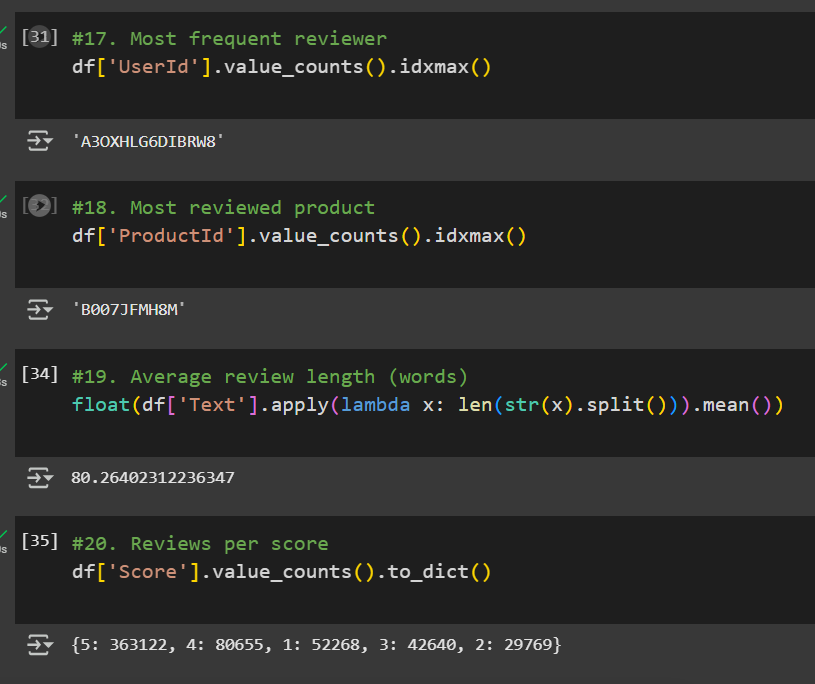 [31] #17. Most frequent reviewer
df['UserId'].value_counts().idxmax()
'A3OXHLG6DIBRW8'
#18. Most reviewed product
df['ProductId'].value_counts().idxmax()
'B007JFMH8M'
[34] #19. Average review length (words)
float(df['Text'].apply(lambda x: len(str(x).split())).mean())
80.26402312236347
[35] #20. Reviews per score
df['Score'].value_counts().to_dict()
{5: 363122, 4: 80655, 1: 52268, 3: 42640, 2: 29769}